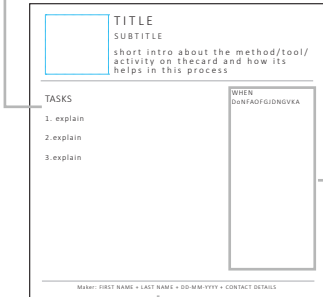 TITLE
SUBTITLE
short intro about the method/tool/
activity on thecard and how its
helps in this process
TASKS
1. explain
2.explain
3.explain
WHEN
DoNFAOFGJDNGVKA
Maker: FIRST NAME + LAST NAME + DD-MM-YYYY + CONTACT DETAILS